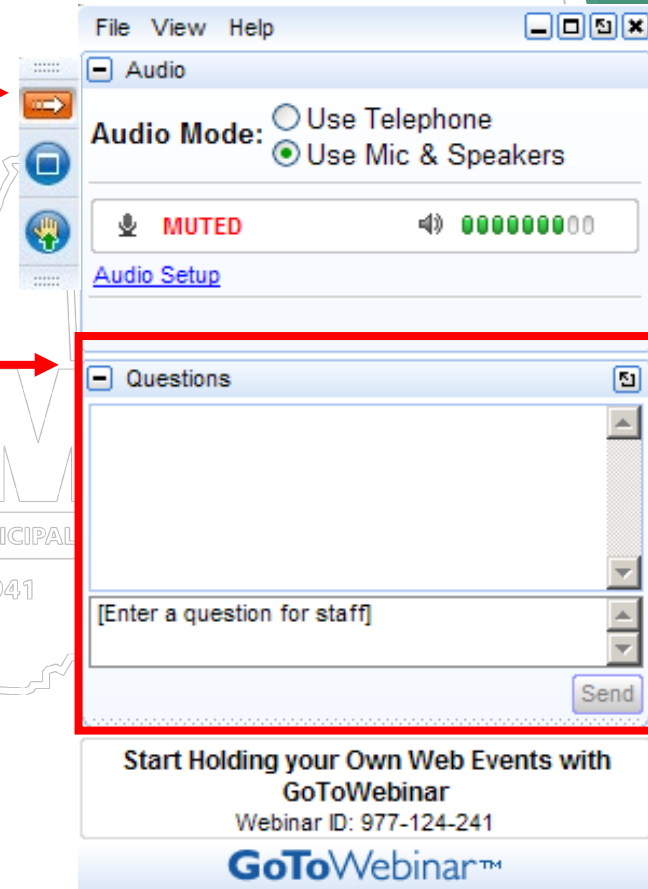 File View Help
Audio
Audio Mode:
Use Telephone
Use Mic & Speakers
MUTED
Audio Setup
Questions
[Enter a question for staff]
Send
Start Holding your Own Web Events with
GoToWebinar
Webinar ID: 977-124-241
GoToWebinar™